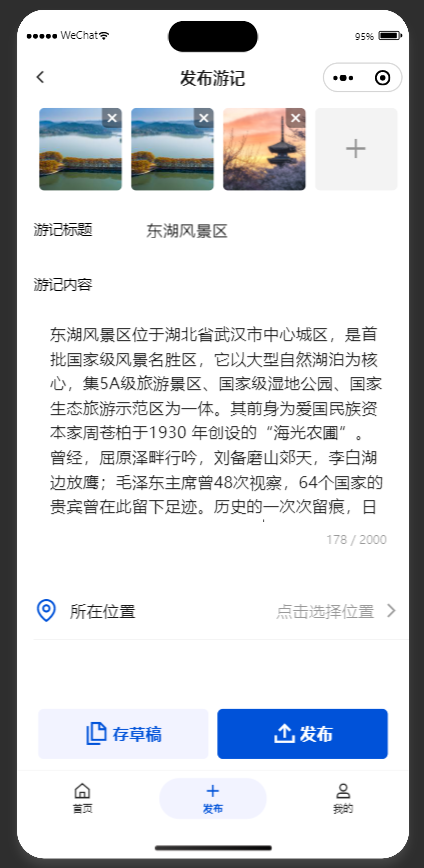 WeChat
95%
发布游记
游记标题
东湖风景区
游记内容
东湖风景区位于湖北省武汉市中心城区，是首
批国家级风景名胜区，它以大型自然湖泊为核
心，集5A级旅游景区、国家级湿地公园、国家
生态旅游示范区为一体。其前身为爱国民族资
本家周苍柏于1930 年创设的“海光农圃”。
曾经，屈原泽畔行吟，刘备磨山郊天，李白湖
边放鹰；毛泽东主席曾48次视察，64个国家的
贵宾曾在此留下足迹。历史的一次次留痕，日
178 / 2000
所在位置
点击选择位置
存草稿
发布
首页
发布
我的